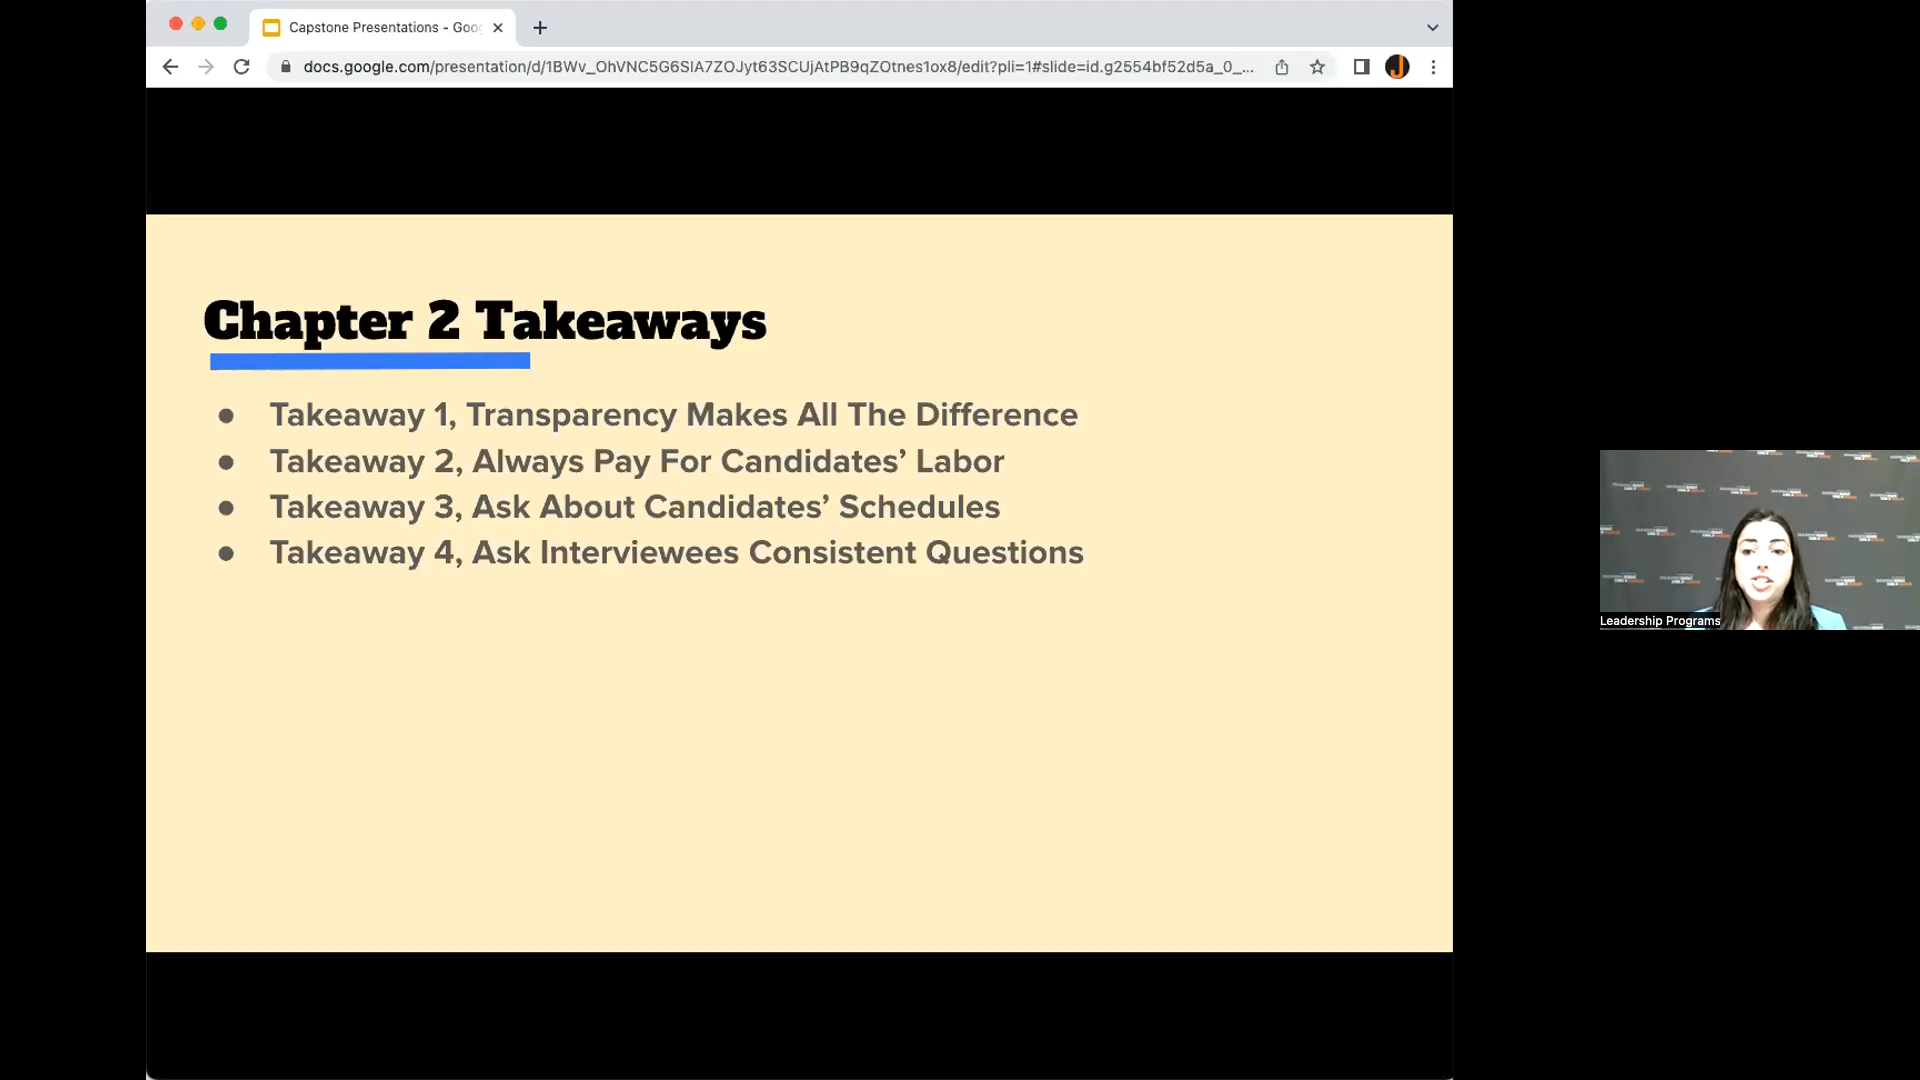 Capstone Presentations - Goo
docs.google.com/presentation/d/1BWv_OhVNC5G6SlA7ZOJyt63SCUjAtPB9qZOtnes1ox8/edit?pli=1#slide=id.g2554bf52d5a_0_...
Chapter 2 Takeaways
● Takeaway 1, Transparency Makes All The Difference
● Takeaway 2, Always Pay For Candidates’ Labor
● Takeaway 3, Ask About Candidates’ Schedules
● Takeaway 4, Ask Interviewees Consistent Questions
Leadership Programs